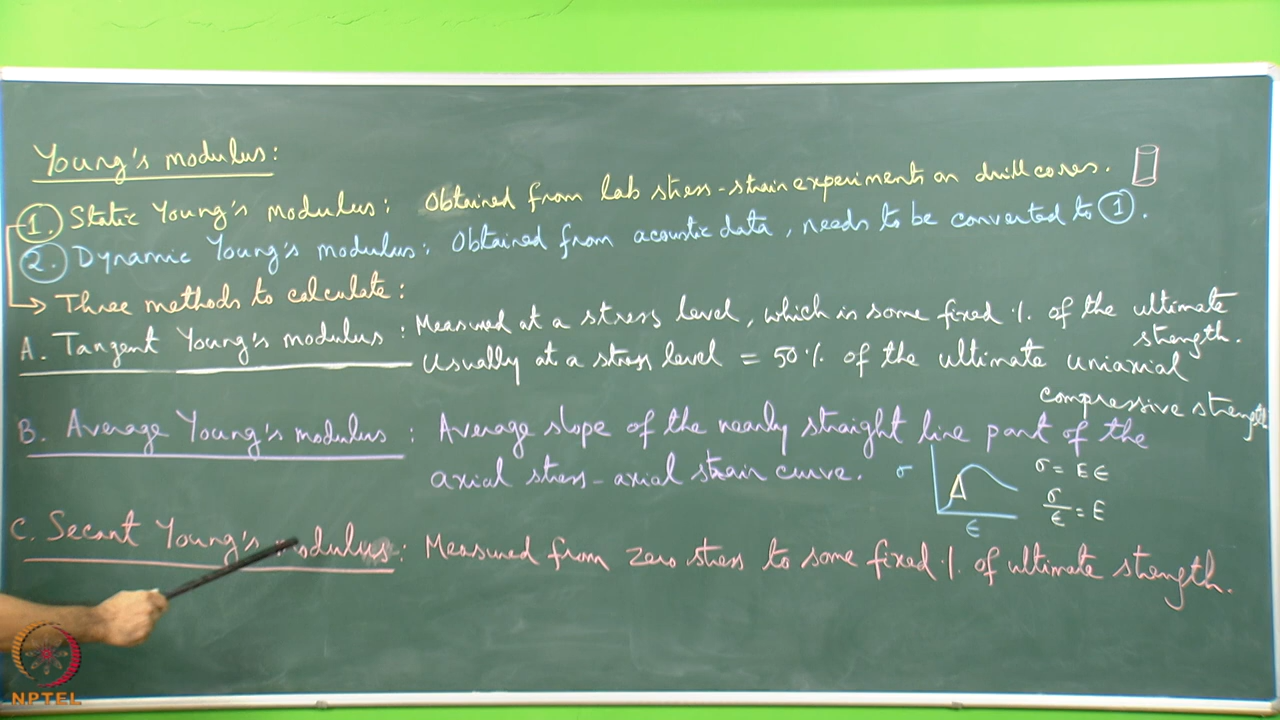 Young's modulus:
1. Static Young's modulus: Obtained from lab stress-strain experiments on drill cores.
2. Dynamic Young's modulus: Obtained from acoustic data, needs to be converted to 1.
→ Three methods to calculate:
A. Tangent Young's modulus: Measured at a stress level, which is some fixed % of the ultimate strength.
Usually at a stress level = 50% of the ultimate uniaxial
compressive strength
B. Average Young's modulus: Average slope of the nearly straight line part of the
axial stress-axial strain curve.
σ
ϵ
σ = E ϵ
σ/ϵ = E
C. Secant Young's modulus: Measured from zero stress to some fixed % of ultimate strength.
NPTEL